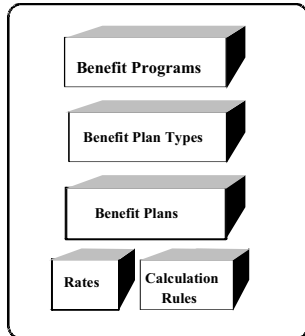 Benefit Programs
Benefit Plan Types
Benefit Plans
Rates
Calculation
Rules